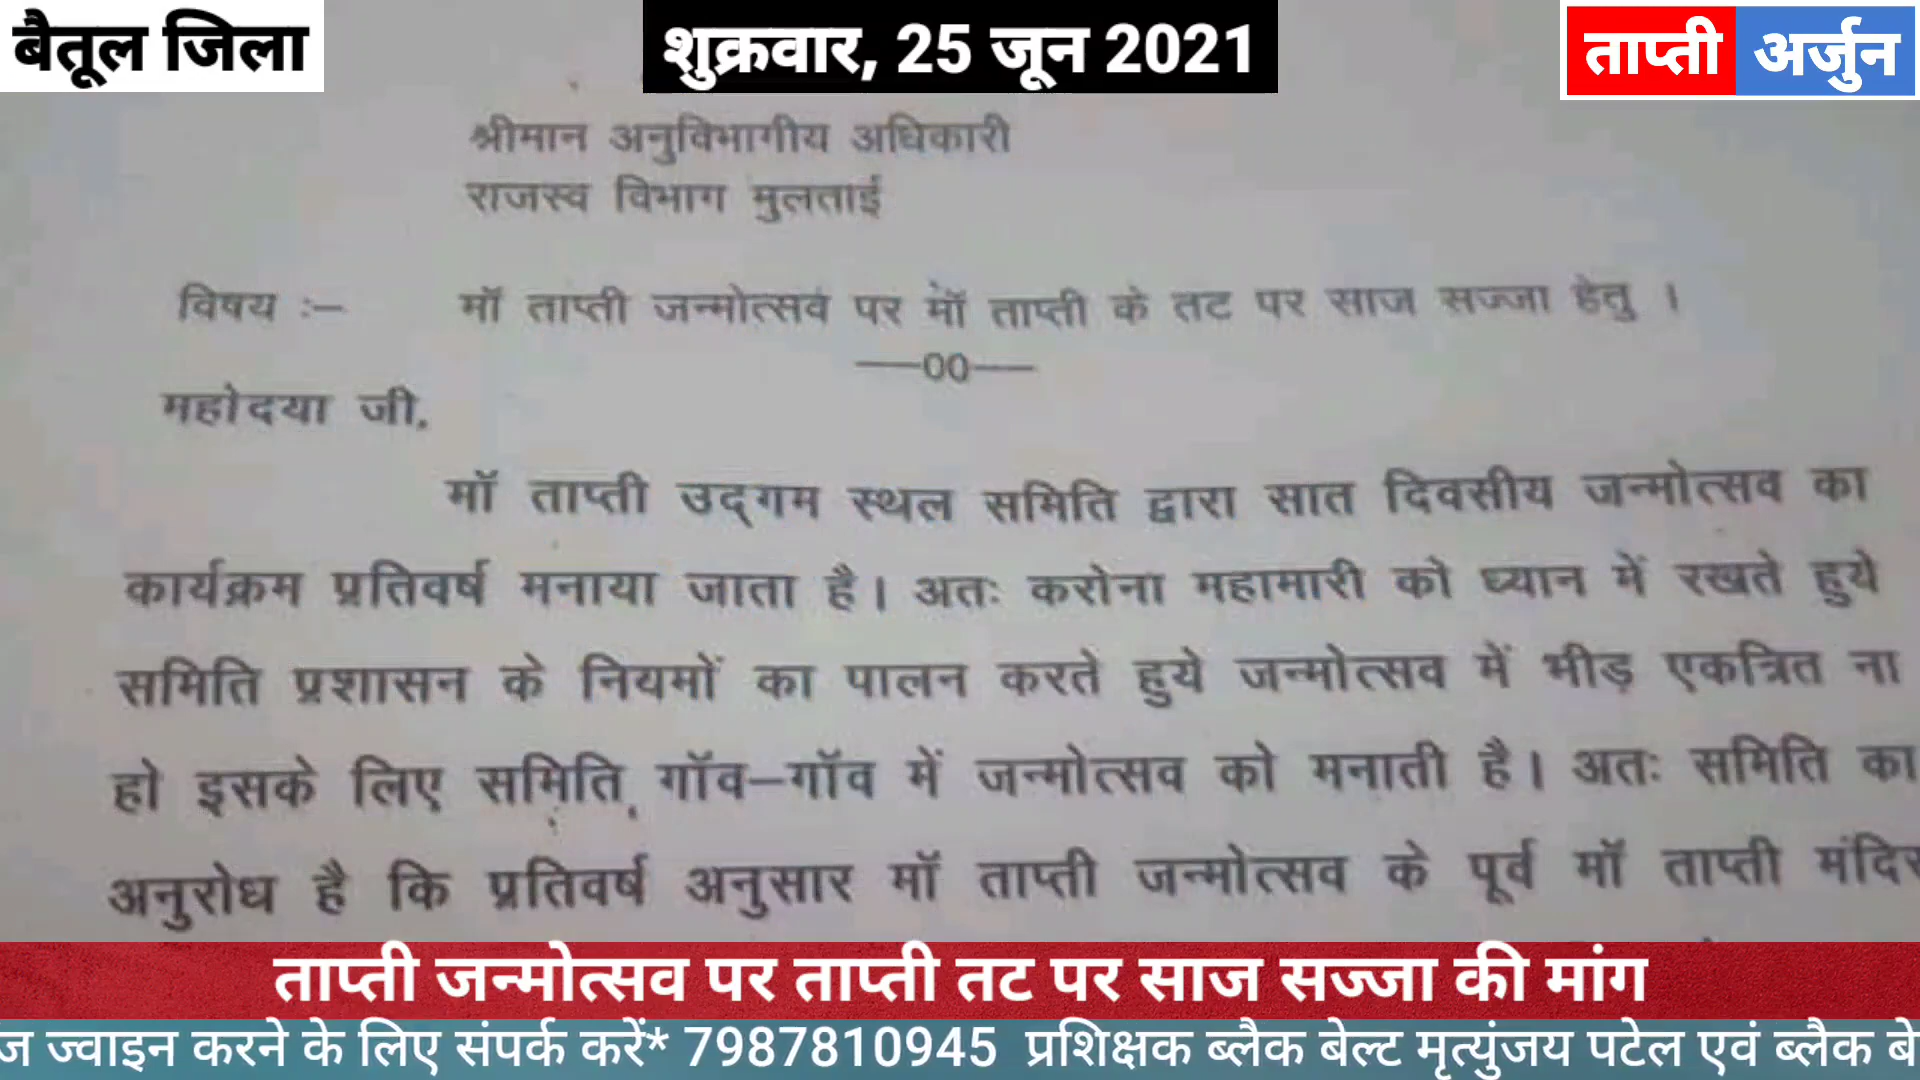 बैतूल जिला
शुक्रवार, 25 जून 2021
ताप्ती अर्जुन
श्रीमान अनुविभागीय अधिकारी
राजस्व विभाग मुलताई
विषय :– मॉ ताप्ती जन्मोत्सव पर मॉ ताप्ती के तट पर साज सज्जा हेतु ।
—00—
महोदया जी,
मॉ ताप्ती उद्गम स्थल समिति द्वारा सात दिवसीय जन्मोत्सव का
कार्यक्रम प्रतिवर्ष मनाया जाता है। अतः करोना महामारी को ध्यान में रखते हुये
समिति प्रशासन के नियमों का पालन करते हुये जन्मोत्सव में भीड़ एकत्रित ना
हो इसके लिए समिति गॉव–गॉव में जन्मोत्सव को मनाती है। अतः समिति का
अनुरोध है कि प्रतिवर्ष अनुसार मॉ ताप्ती जन्मोत्सव के पूर्व मॉ ताप्ती मंदिर
ताप्ती जन्मोत्सव पर ताप्ती तट पर साज सज्जा की मांग
ज्वाइन करने के लिए संपर्क करें* 7987810945 प्रशिक्षक ब्लैक बेल्ट मृत्युंजय पटेल एवं ब्लैक